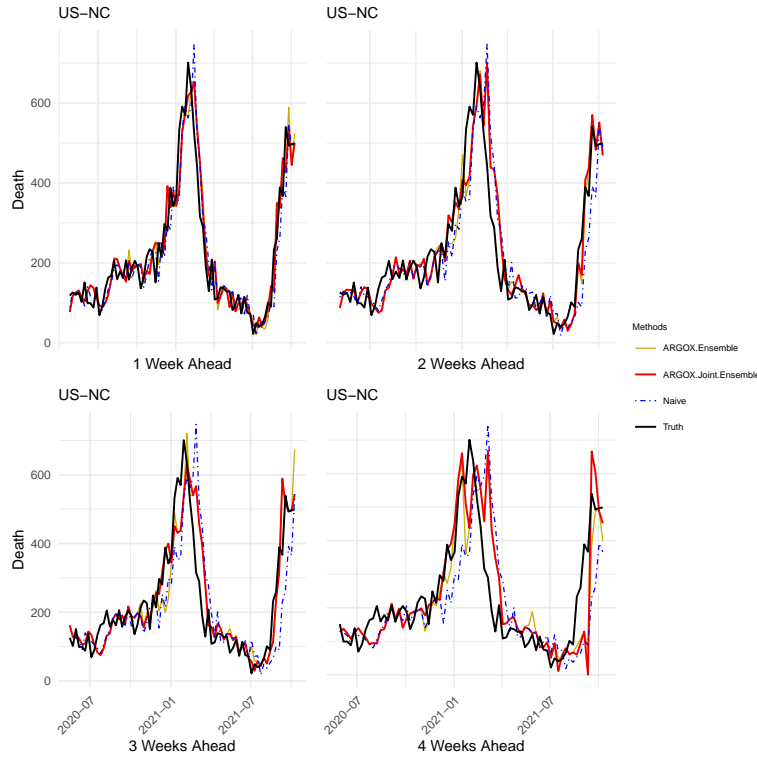 US−NC
US−NC
Death
600
400
200
0
1 Week Ahead
2 Weeks Ahead
Methods
ARGOX.Ensemble
ARGOX.Joint.Ensemble
Naive
Truth
US−NC
US−NC
Death
600
400
200
0
2020−07
2021−01
2021−07
2020−07
2021−01
2021−07
3 Weeks Ahead
4 Weeks Ahead